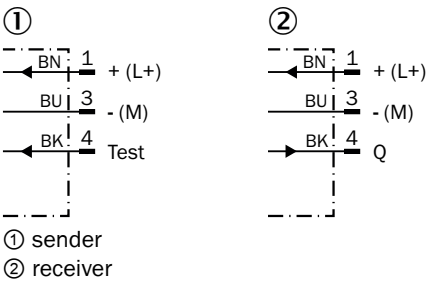 ① ②
BN 1 + (L+) BN 1 + (L+)
BU 3 - (M) BU 3 - (M)
BK 4 Test BK 4 Q
① sender
② receiver